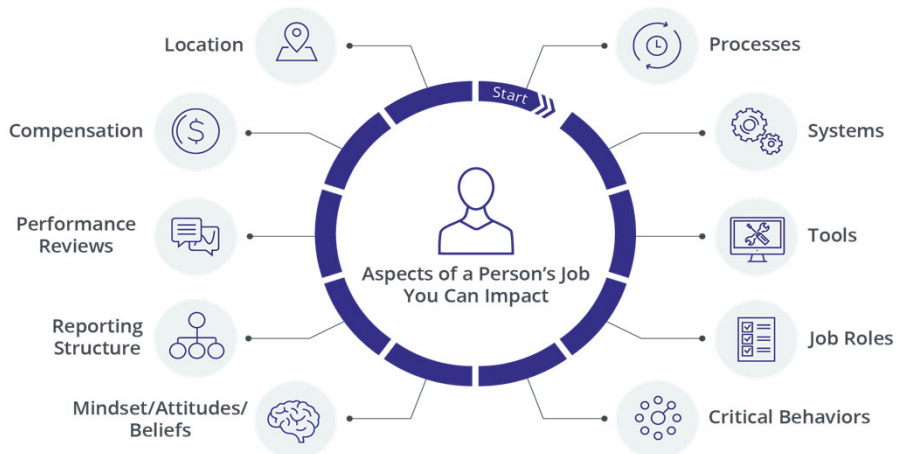 Start
Processes
Systems
Tools
Job Roles
Critical Behaviors
Mindset/Attitudes/
Beliefs
Reporting
Structure
Performance
Reviews
Compensation
Location
Aspects of a Person's Job
You Can Impact